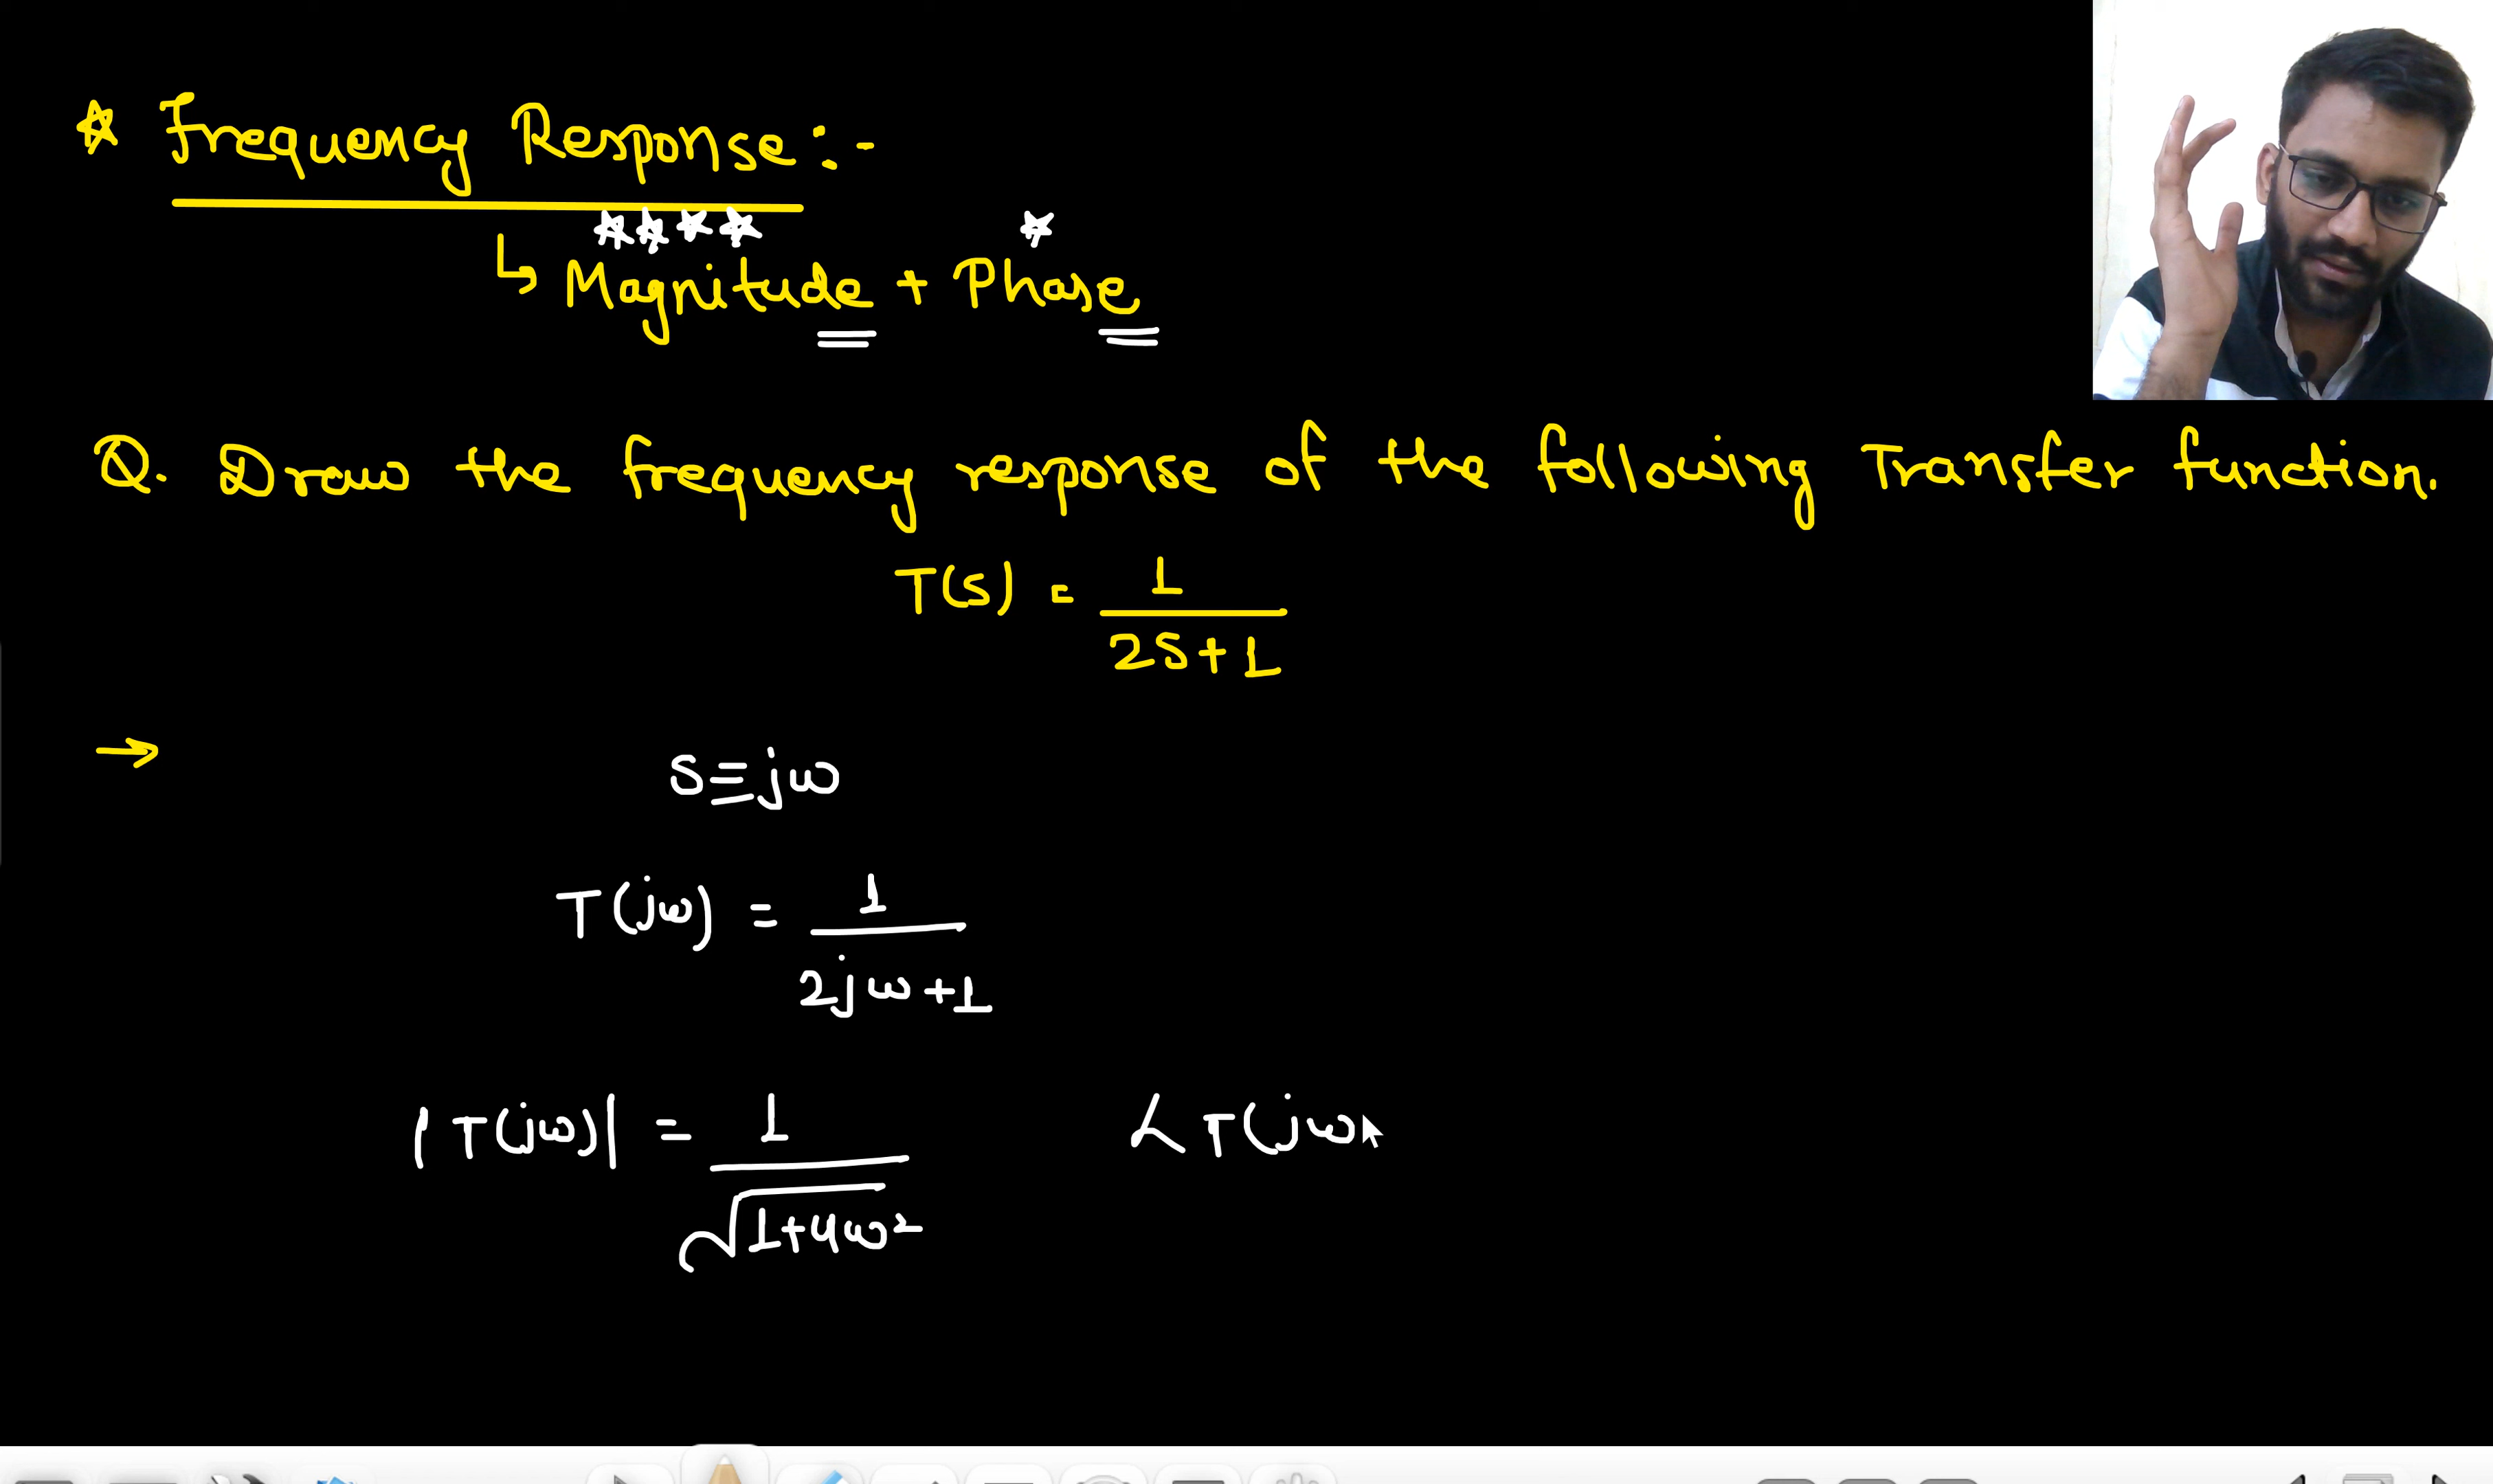 ☆ Frequency Response:-
↳ Magnitude + Phase
Q. Draw the frequency response of the following Transfer function.
T(s) = 1/(2s+1)
→ s = jω
T(jω) = 1/(2jω+1)
|T(jω)| = 1/√(1+4ω²) ∠T(jω